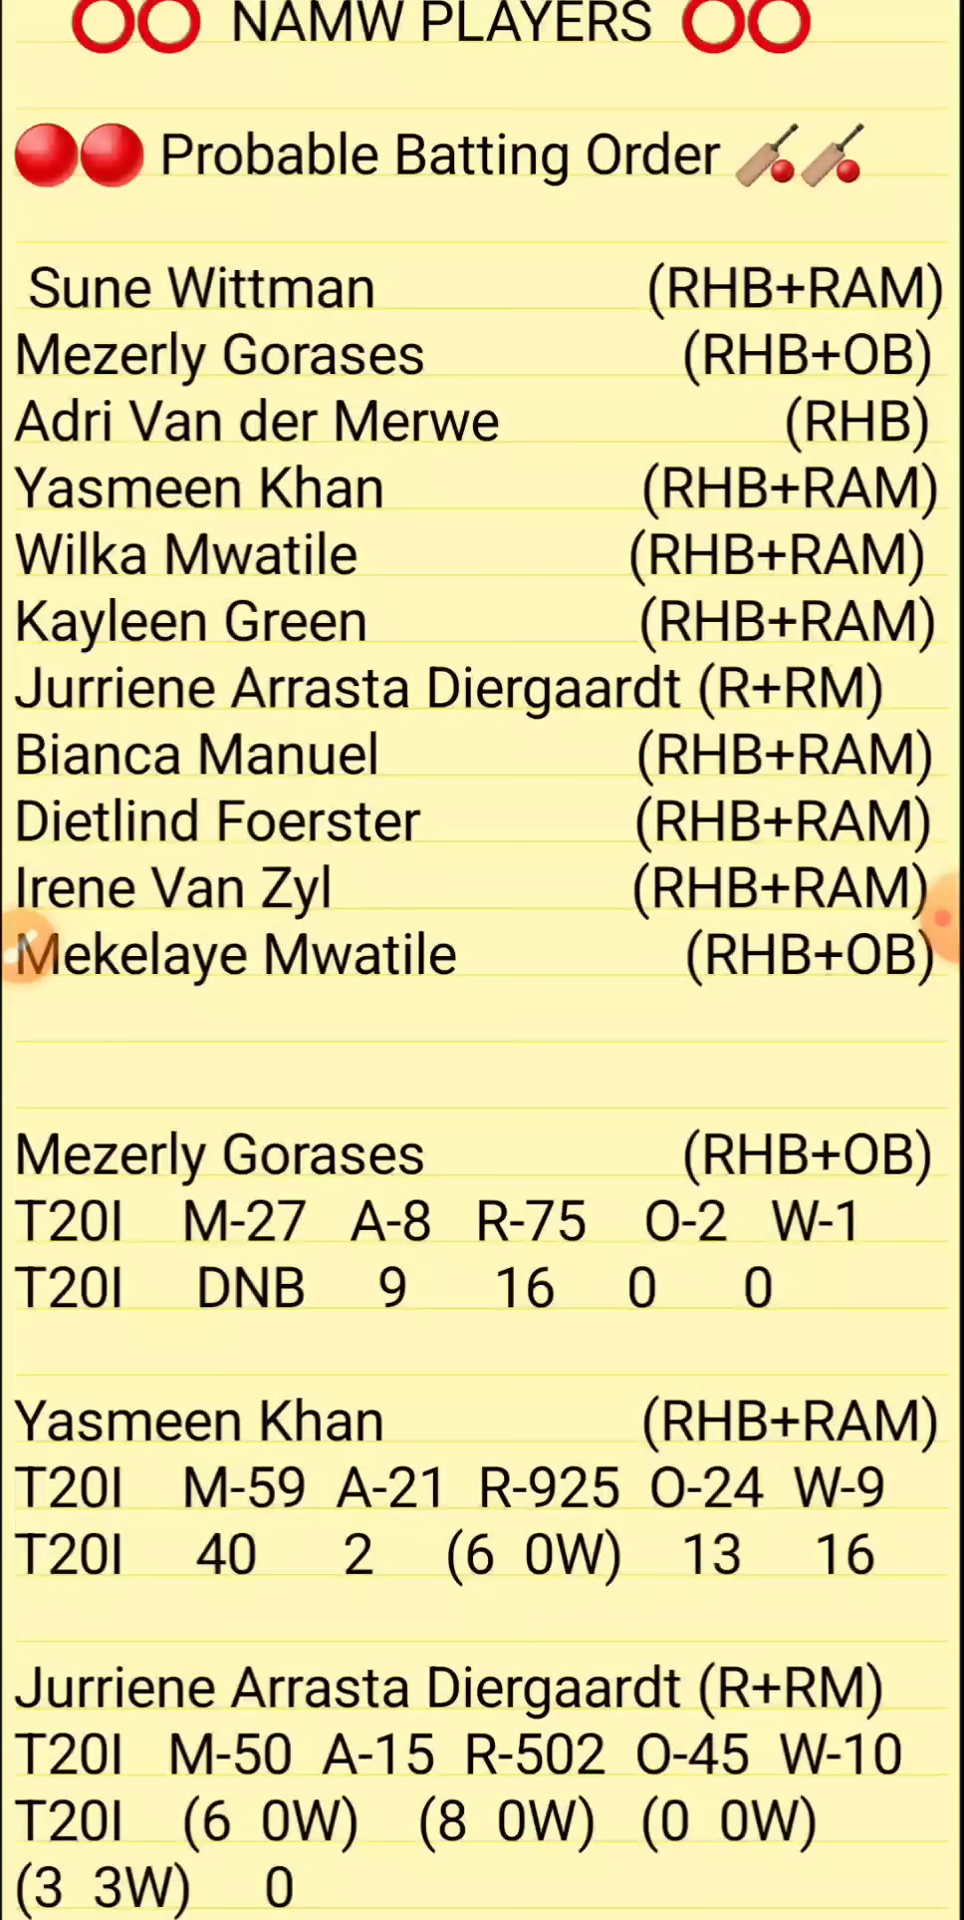 ⭕⭕ NAMW PLAYERS ⭕⭕
🔴🔴 Probable Batting Order 🏏🏏
Sune Wittman (RHB+RAM)
Mezerly Gorases (RHB+OB)
Adri Van der Merwe (RHB)
Yasmeen Khan (RHB+RAM)
Wilka Mwatile (RHB+RAM)
Kayleen Green (RHB+RAM)
Jurriene Arrasta Diergaardt (R+RM)
Bianca Manuel (RHB+RAM)
Dietlind Foerster (RHB+RAM)
Irene Van Zyl (RHB+RAM)
Mekelaye Mwatile (RHB+OB)
Mezerly Gorases (RHB+OB)
T20I M-27 A-8 R-75 O-2 W-1
T20I DNB 9 16 0 0
Yasmeen Khan (RHB+RAM)
T20I M-59 A-21 R-925 O-24 W-9
T20I 40 2 (6 0W) 13 16
Jurriene Arrasta Diergaardt (R+RM)
T20I M-50 A-15 R-502 O-45 W-10
T20I (6 0W) (8 0W) (0 0W)
(3 3W) 0